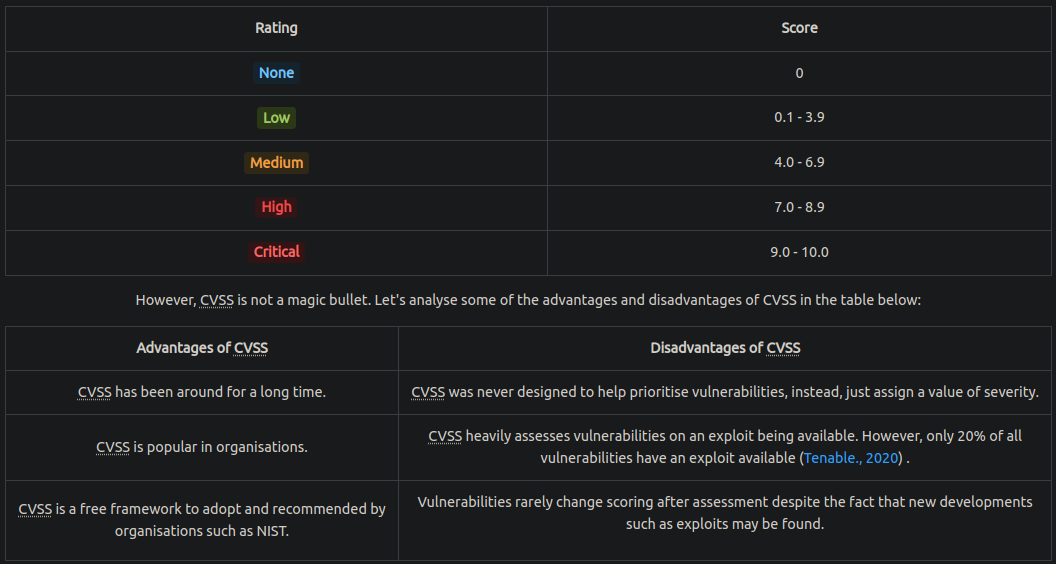 Rating Score
None 0
Low 0.1 - 3.9
Medium 4.0 - 6.9
High 7.0 - 8.9
Critical 9.0 - 10.0
However, CVSS is not a magic bullet. Let's analyse some of the advantages and disadvantages of CVSS in the table below:
Advantages of CVSS Disadvantages of CVSS
CVSS has been around for a long time. CVSS was never designed to help prioritise vulnerabilities, instead, just assign a value of severity.
CVSS is popular in organisations.
CVSS heavily assesses vulnerabilities on an exploit being available. However, only 20% of all
vulnerabilities have an exploit available (Tenable., 2020) .
CVSS is a free framework to adopt and recommended by
organisations such as NIST.
Vulnerabilities rarely change scoring after assessment despite the fact that new developments
such as exploits may be found.